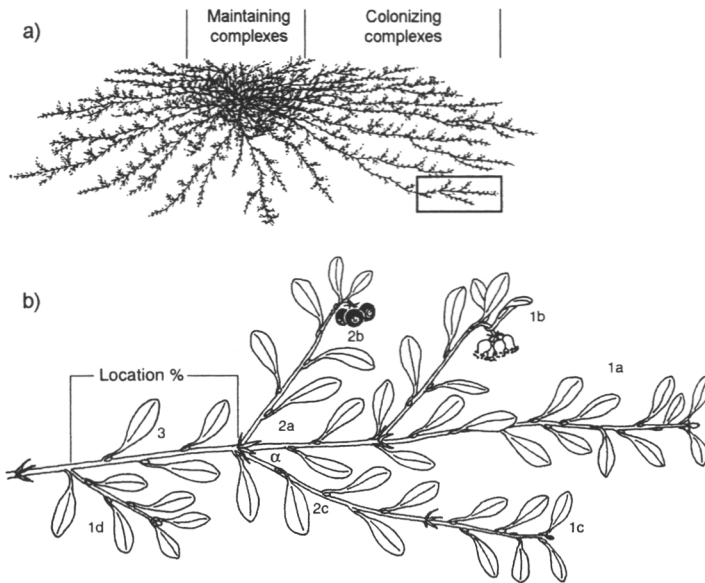 a)
Maintaining
complexes
Colonizing
complexes
b)
2b
1b
1a
Location %
3
2a
α
2c
1d
1c